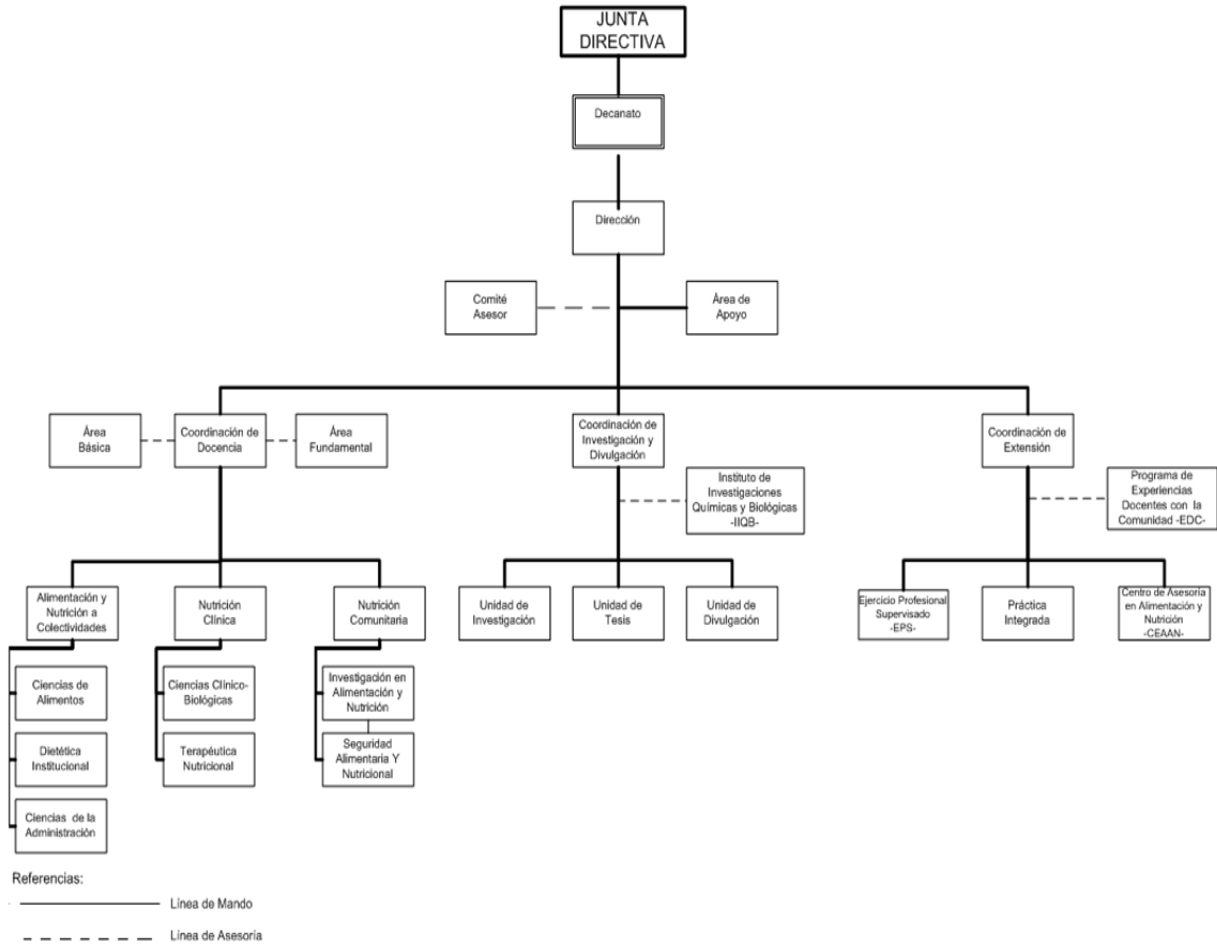 JUNTA
DIRECTIVA
Decanato
Dirección
Comité
Asesor
Área de
Apoyo
Área
Básica
Coordinación de
Docencia
Área
Fundamental
Coordinación de
Investigación y
Divulgación
Coordinación de
Extensión
Instituto de
Investigaciones
Químicas y Biológicas
-IIQB-
Programa de
Experiencias
Docentes con la
Comunidad -EDC-
Alimentación y
Nutrición a
Colectividades
Nutrición
Clínica
Nutrición
Comunitaria
Unidad de
Investigación
Unidad de
Tesis
Unidad de
Divulgación
Ejercicio Profesional
Supervisado
-EPS-
Práctica
Integrada
Centro de Asesoría
en Alimentación y
Nutrición
-CEAAN-
Ciencias de
Alimentos
Ciencias Clínico-
Biológicas
Investigación en
Alimentación y
Nutrición
Dietética
Institucional
Terapéutica
Nutricional
Seguridad
Alimentaria Y
Nutricional
Ciencias de la
Administración
Referencias:
Línea de Mando
Línea de Asesoría